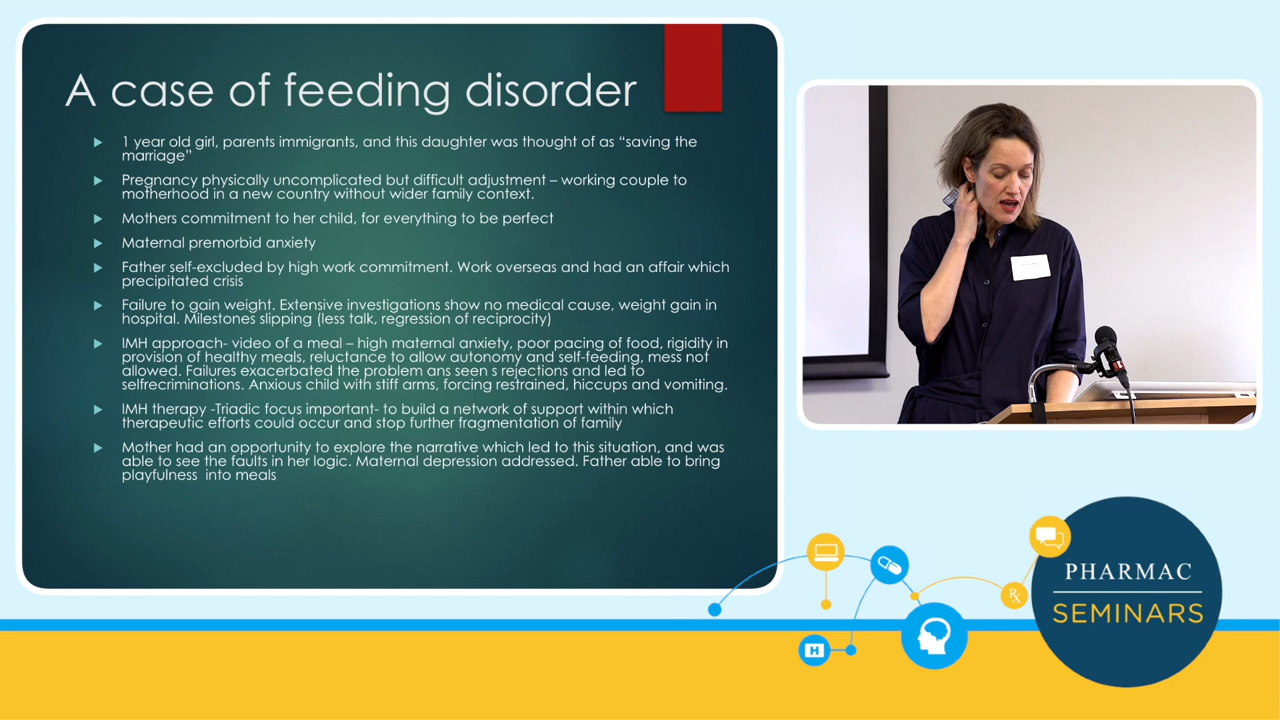 A case of feeding disorder
1 year old girl, parents immigrants, and this daughter was thought of as “saving the
marriage”
Pregnancy physically uncomplicated but difficult adjustment – working couple to
motherhood in a new country without wider family context.
Mothers commitment to her child, for everything to be perfect
Maternal premorbid anxiety
Father self-excluded by high work commitment. Work overseas and had an affair which
precipitated crisis
Failure to gain weight. Extensive investigations show no medical cause, weight gain in
hospital. Milestones slipping (less talk, regression of reciprocity)
IMH approach- video of a meal – high maternal anxiety, poor pacing of food, rigidity in
provision of healthy meals, reluctance to allow autonomy and self-feeding, mess not
allowed. Failures exacerbated the problem ans seen s rejections and led to
selfrecriminations. Anxious child with stiff arms, forcing restrained, hiccups and vomiting.
IMH therapy -Triadic focus important- to build a network of support within which
therapeutic efforts could occur and stop further fragmentation of family
Mother had an opportunity to explore the narrative which led to this situation, and was
able to see the faults in her logic. Maternal depression addressed. Father able to bring
playfulness into meals
PHARMAC
SEMINARS
Rx
H